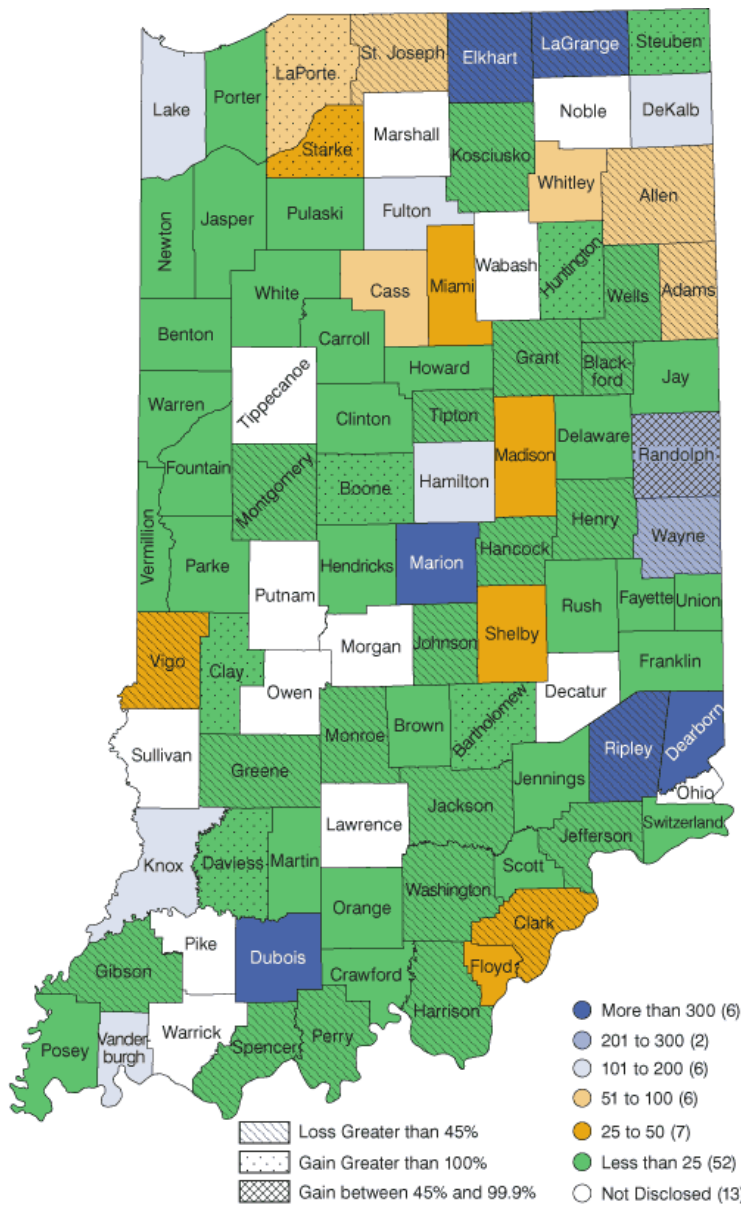 Steuben
St. Joseph
LaGrange
Elkhart
LaPorte
Lake
Porter
Noble
DeKalb
Marshall
Starke
Kosciusko
Whitley
Allen
Newton
Jasper
Pulaski
Fulton
Wabash
Huntington
White
Cass
Miami
Wells
Adams
Benton
Carroll
Grant
Black-
ford
Jay
Howard
Tippecanoe
Warren
Clinton
Tipton
Madison
Delaware
Randolph
Fountain
Montgomery
Boone
Hamilton
Henry
Wayne
Vermillion
Parke
Hendricks
Marion
Hancock
Putnam
Rush
Fayette
Union
Morgan
Johnson
Shelby
Franklin
Vigo
Clay
Owen
Decatur
Sullivan
Monroe
Brown
Bartholomew
Ripley
Dearborn
Greene
Jennings
Ohio
Jackson
Switzerland
Lawrence
Jefferson
Knox
Daviess
Martin
Scott
Washington
Orange
Clark
Pike
Dubois
Gibson
Floyd
Crawford
Harrison
Posey
Vander-
burgh
Warrick
Spencer
Perry
More than 300 (6)
201 to 300 (2)
101 to 200 (6)
51 to 100 (6)
25 to 50 (7)
Less than 25 (52)
Not Disclosed (13)
Loss Greater than 45%
Gain Greater than 100%
Gain between 45% and 99.9%